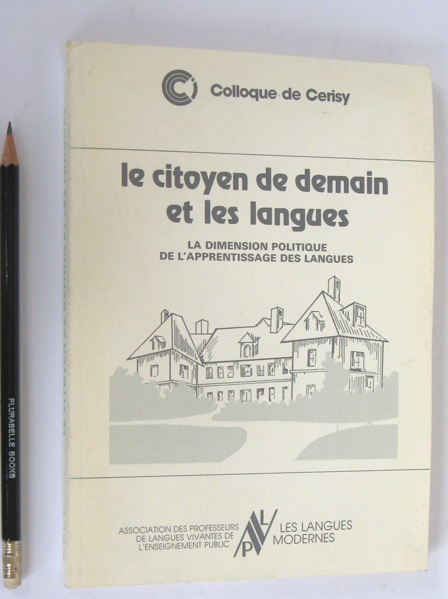 Colloque de Cerisy
le citoyen de demain
et les langues
LA DIMENSION POLITIQUE
DE L'APPRENTISSAGE DES LANGUES
ASSOCIATION DES PROFESSEURS
DE LANGUES VIVANTES DE
L'ENSEIGNEMENT PUBLIC
APLV
LES LANGUES
MODERNES
PLURABELLE BOOKS